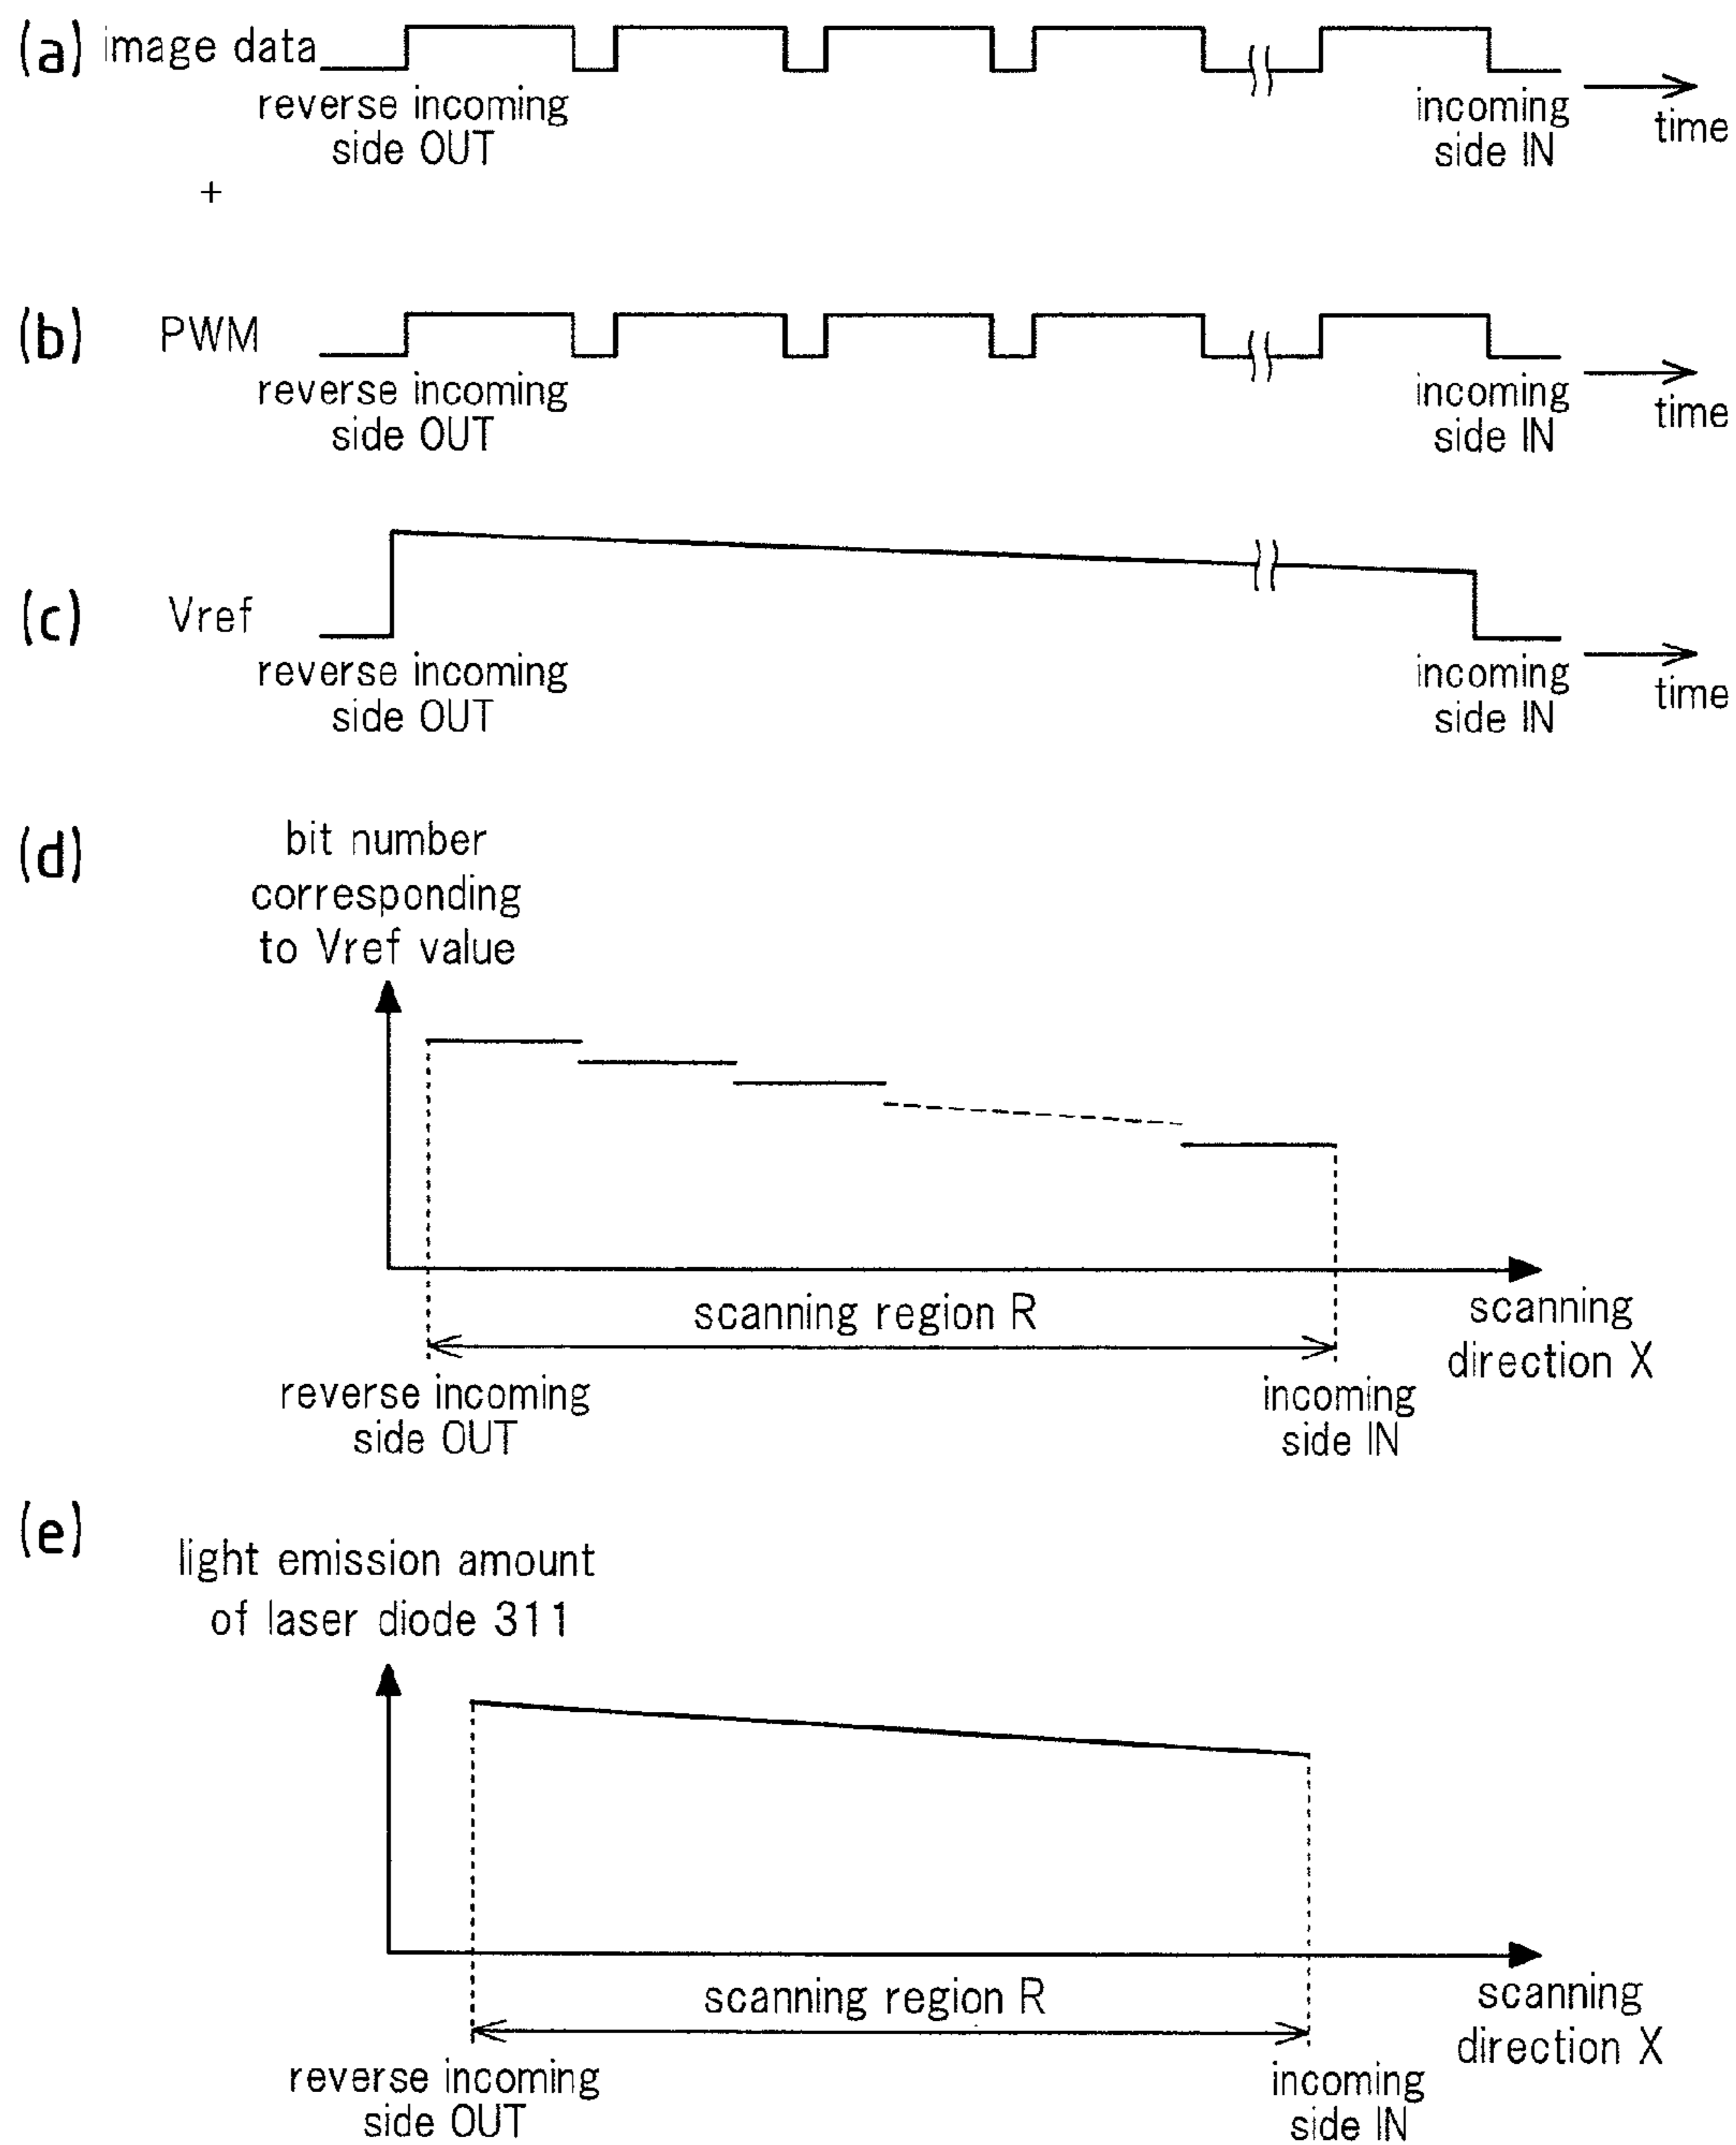 (a) image data
reverse incoming
side OUT
incoming
side IN
time
+
(b) PWM
reverse incoming
side OUT
incoming
side IN
time
(c) Vref
reverse incoming
side OUT
incoming
side IN
time
(d)
bit number
corresponding
to Vref value
scanning region R
scanning
direction X
reverse incoming
side OUT
incoming
side IN
(e)
light emission amount
of laser diode 311
scanning region R
scanning
direction X
reverse incoming
side OUT
incoming
side IN